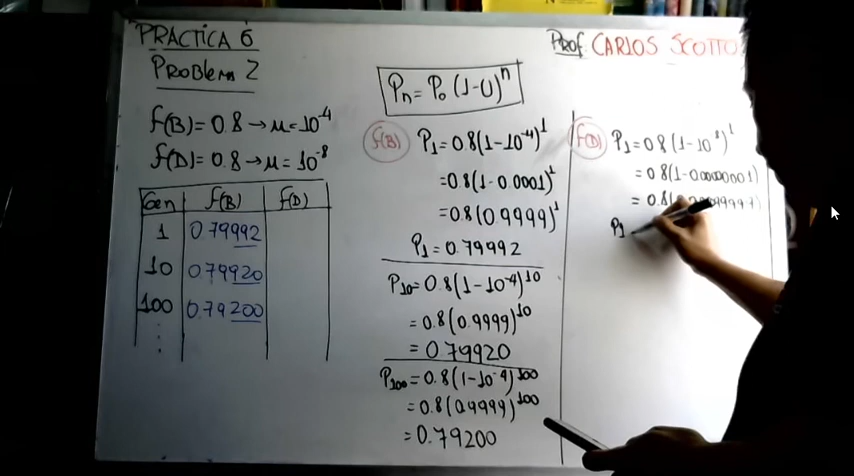 PRACTICA 6
PROBLEMA 2
Prof CARLOS SCOTTO
Pn = P0 (1-U)^n
f(B) = 0.8 → μ = 10^-4
f(D) = 0.8 → μ = 10^-8
Gen f(B) f(D)
1 0.79992
10 0.79920
100 0.79200
f(B) P1 = 0.8(1-10^-4)^1
= 0.8(1-0.0001)^1
= 0.8(0.9999)^1
P1 = 0.79992
P10 = 0.8(1-10^-4)^10
= 0.8(0.9999)^10
= 0.79920
P100 = 0.8(1-10^-4)^100
= 0.8(0.9999)^100
= 0.79200
f(D) P1 = 0.8(1-10^-8)^1
= 0.8(1-0.00000001)
= 0.8(
P1